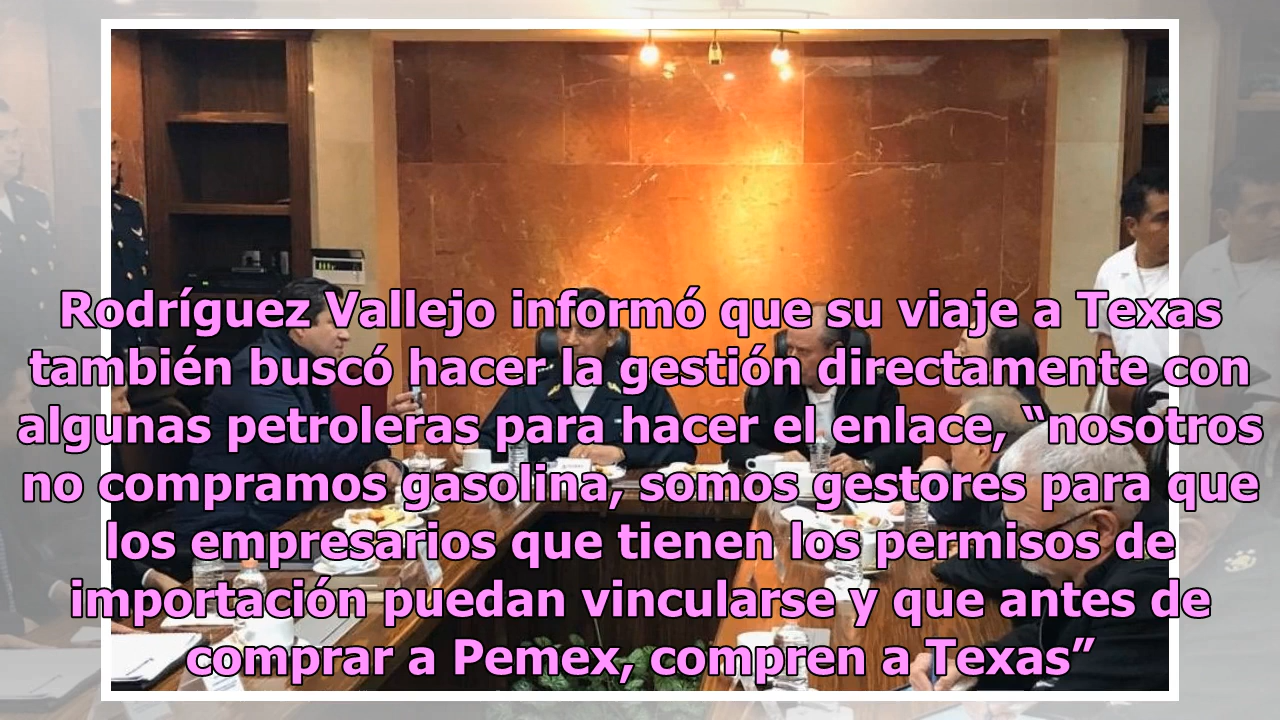 Rodríguez Vallejo informó que su viaje a Texas
también buscó hacer la gestión directamente con
algunas petroleras para hacer el enlace, “nosotros
no compramos gasolina, somos gestores para que
los empresarios que tienen los permisos de
importación puedan vincularse y que antes de
comprar a Pemex, compren a Texas”